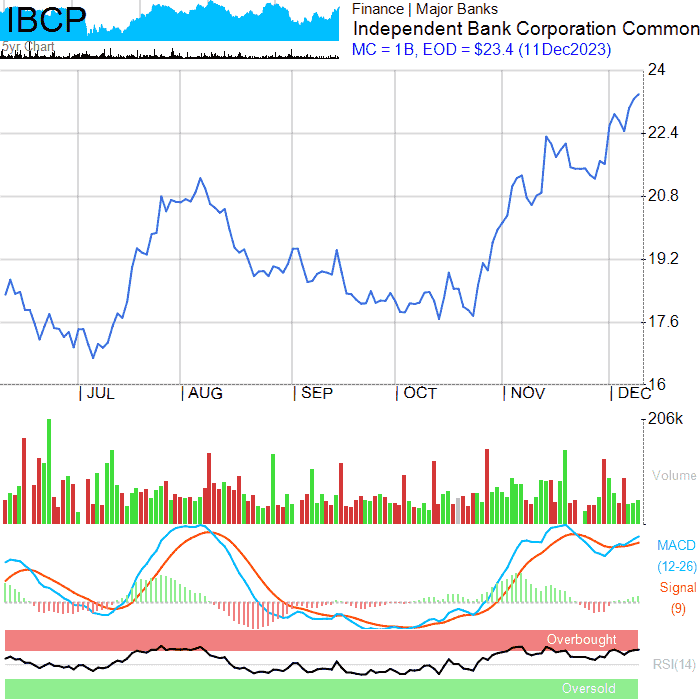 IBCP
5yr Chart
Finance | Major Banks
Independent Bank Corporation Common
MC = 1B, EOD = $23.4 (11Dec2023)
24
22.4
20.8
19.2
17.6
16
| JUL | AUG | SEP | OCT | NOV | DEC
206k
Volume
MACD
(12-26)
Signal
(9)
Overbought
RSI(14)
Oversold